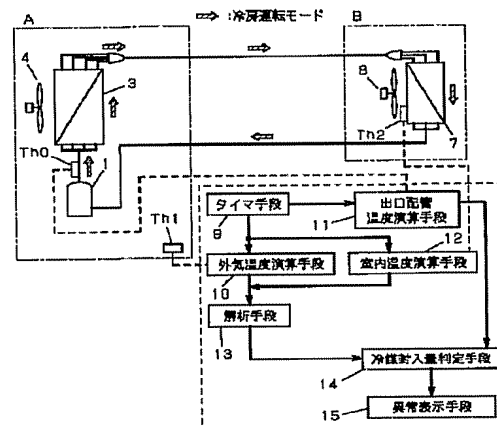 A
⇨:冷房運転モード
B
4
3
8
Th2
7
Th0
1
Th1
タイマ手段
9
出口配管
温度演算手段
11
12
外気温度演算手段
10
室内温度演算手段
解析手段
13
冷媒封入量判定手段
14
異常表示手段
15